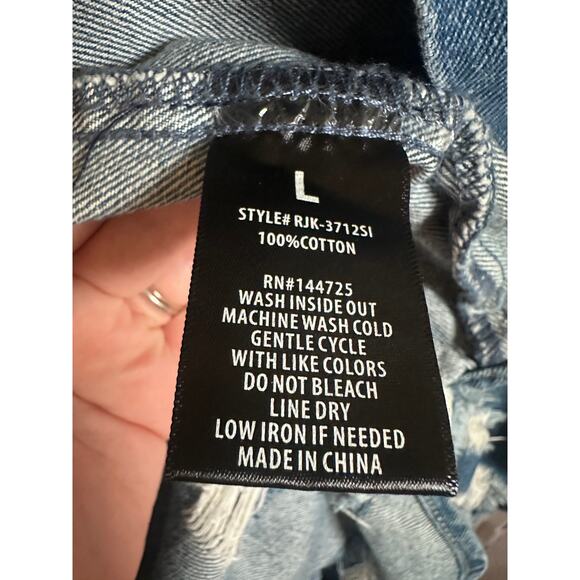 L
STYLE# RJK-3712SI
100%COTTON
RN#144725
WASH INSIDE OUT
MACHINE WASH COLD
GENTLE CYCLE
WITH LIKE COLORS
DO NOT BLEACH
LINE DRY
LOW IRON IF NEEDED
MADE IN CHINA